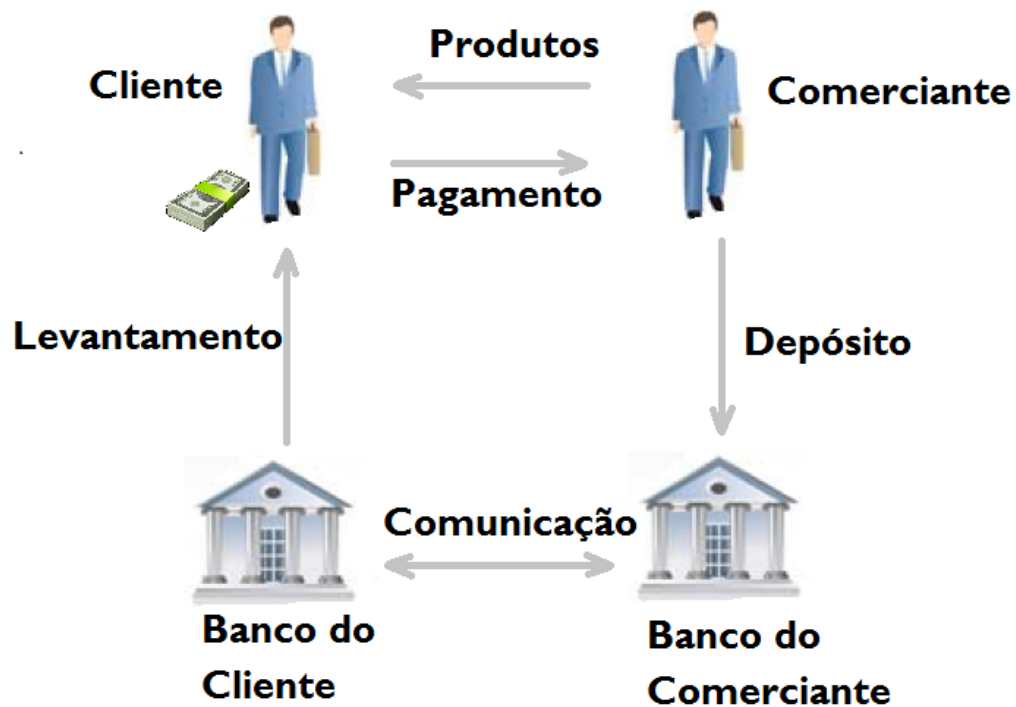 Produtos
Cliente
Comerciante
Pagamento
Levantamento
Depósito
Comunicação
Banco do
Cliente
Banco do
Comerciante